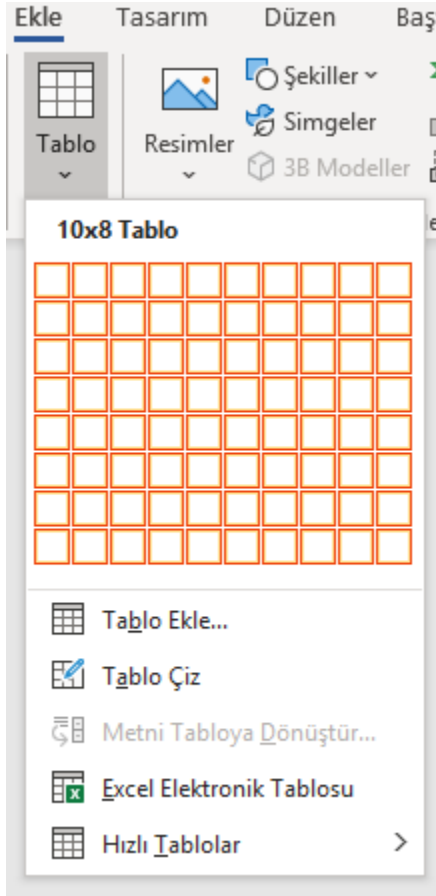 Ekle Tasarım Düzen Baş
Tablo
Resimler
Şekiller
Simgeler
3B Modeller
10x8 Tablo
Tablo Ekle...
Tablo Çiz
Metni Tabloya Dönüştür...
Excel Elektronik Tablosu
Hızlı Tablolar